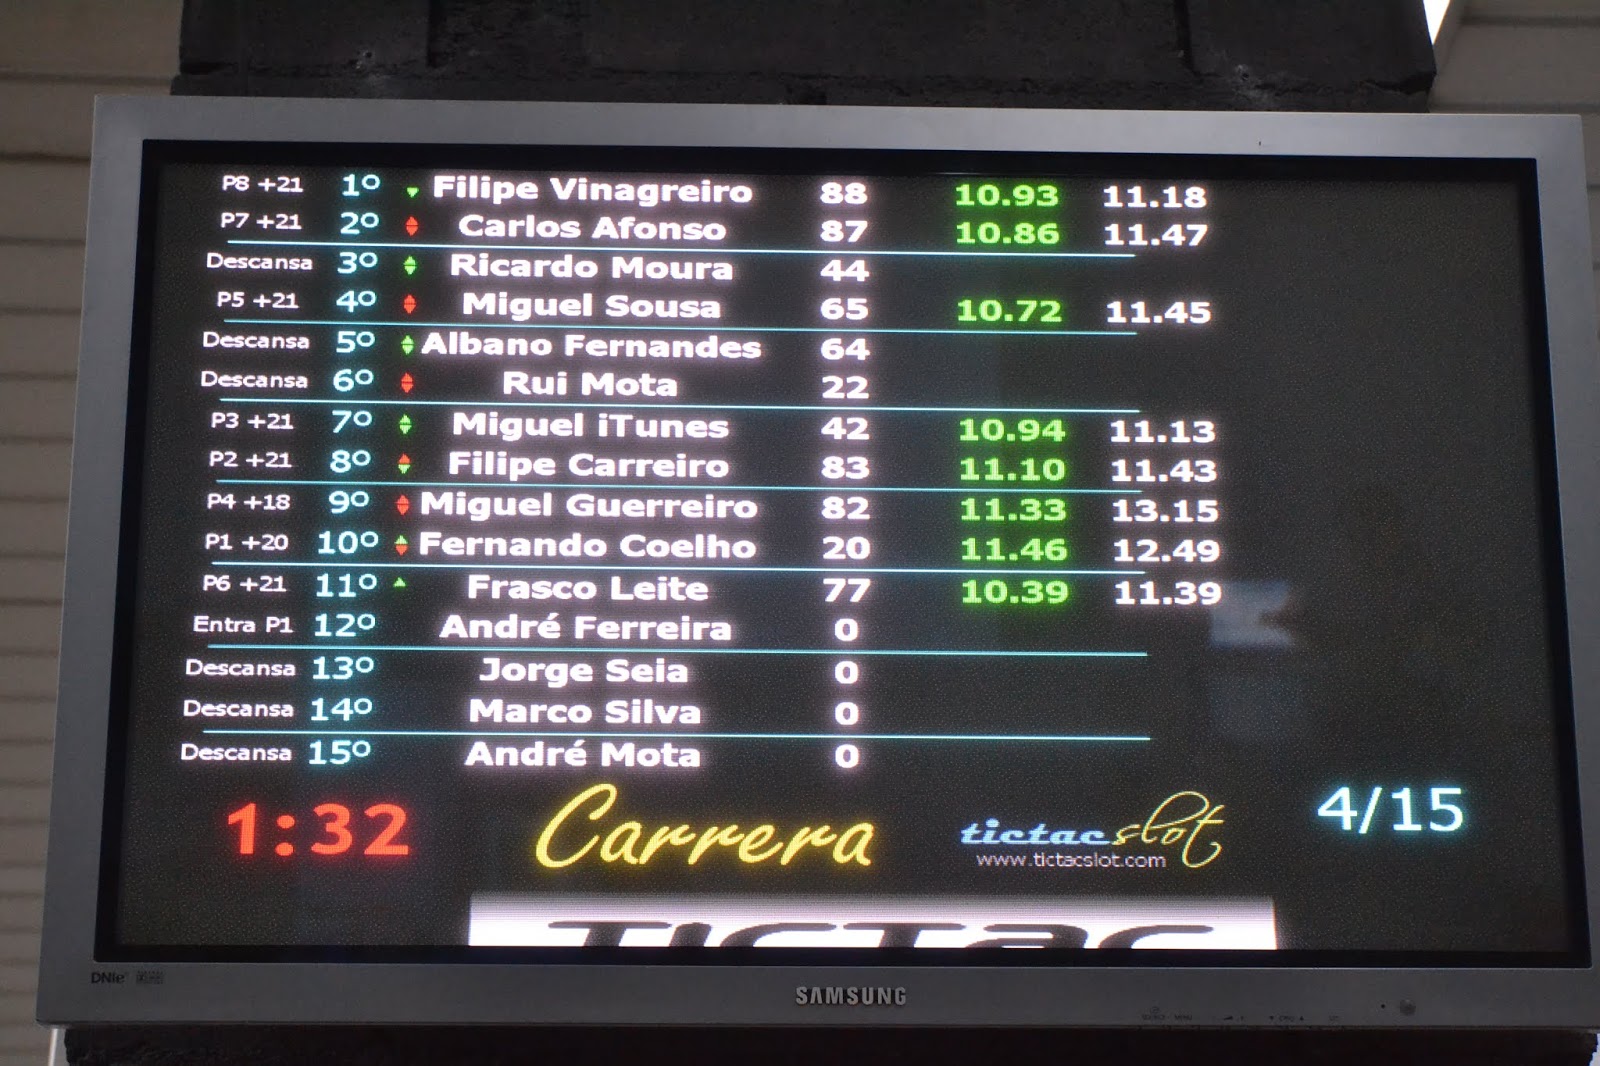 P8 +21 1º Filipe Vinagreiro 88 10.93 11.18
P7 +21 2º Carlos Afonso 87 10.86 11.47
Descansa 3º Ricardo Moura 44
P5 +21 4º Miguel Sousa 65 10.72 11.45
Descansa 5º Albano Fernandes 64
Descansa 6º Rui Mota 22
P3 +21 7º Miguel iTunes 42 10.94 11.13
P2 +21 8º Filipe Carreiro 83 11.10 11.43
P4 +18 9º Miguel Guerreiro 82 11.33 13.15
P1 +20 10º Fernando Coelho 20 11.46 12.49
P6 +21 11º Frasco Leite 77 10.39 11.39
Entra P1 12º André Ferreira 0
Descansa 13º Jorge Seia 0
Descansa 14º Marco Silva 0
Descansa 15º André Mota 0
1:32 Carrera tictacslot 4/15
www.tictacslot.com
TICTAC
DNIe
SAMSUNG